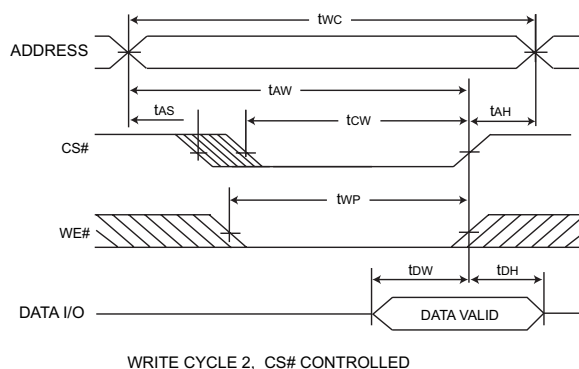 tWC
ADDRESS
tAW
tAS
tCW
tAH
CS#
tWP
WE#
tDW
tDH
DATA I/O
DATA VALID
WRITE CYCLE 2, CS# CONTROLLED